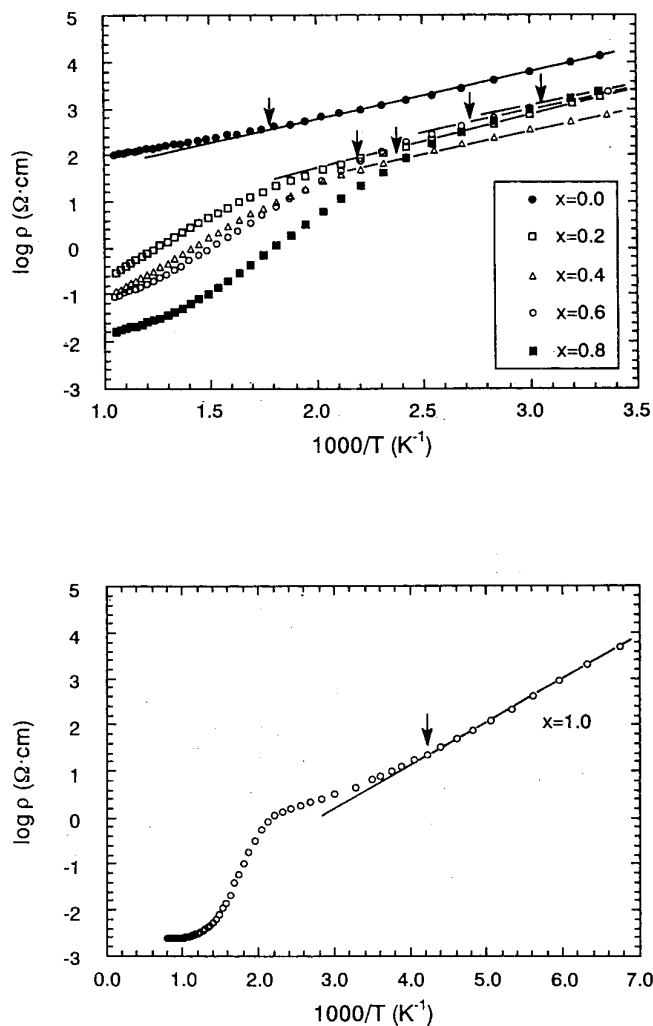 5
4
3
2
1
0
-1
-2
-3
log ρ (Ω·cm)
x=0.0
x=0.2
x=0.4
x=0.6
x=0.8
1.0 1.5 2.0 2.5 3.0 3.5
1000/T (K⁻¹)
5
4
3
2
1
0
-1
-2
-3
log ρ (Ω·cm)
x=1.0
0.0 1.0 2.0 3.0 4.0 5.0 6.0 7.0
1000/T (K⁻¹)